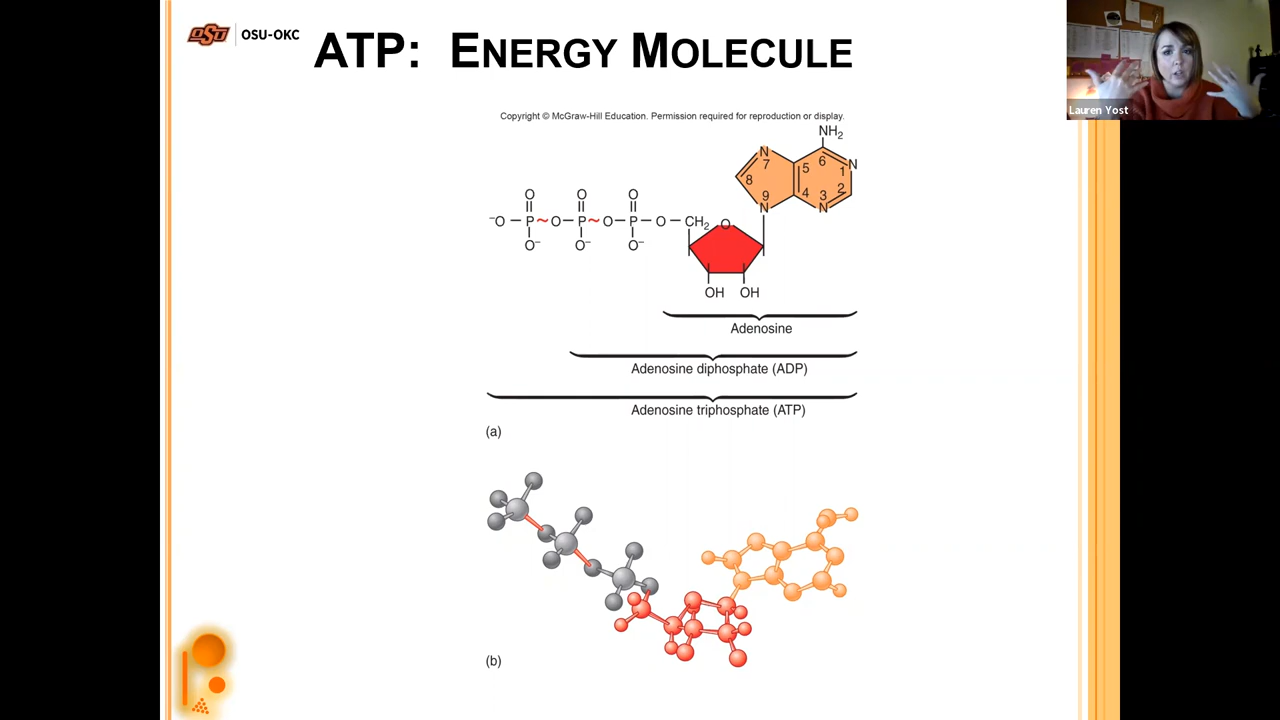 OSU OSU-OKC
ATP: ENERGY MOLECULE
Lauren Yost
Copyright © McGraw-Hill Education. Permission required for reproduction or display.
NH₂
N
7
5
6
N
1
8
9
4
3
2
N
N
O
O
O
⁻O – P ~ O – P ~ O – P – O – CH₂
O
O⁻
O⁻
O⁻
OH
OH
Adenosine
Adenosine diphosphate (ADP)
Adenosine triphosphate (ATP)
(a)
(b)